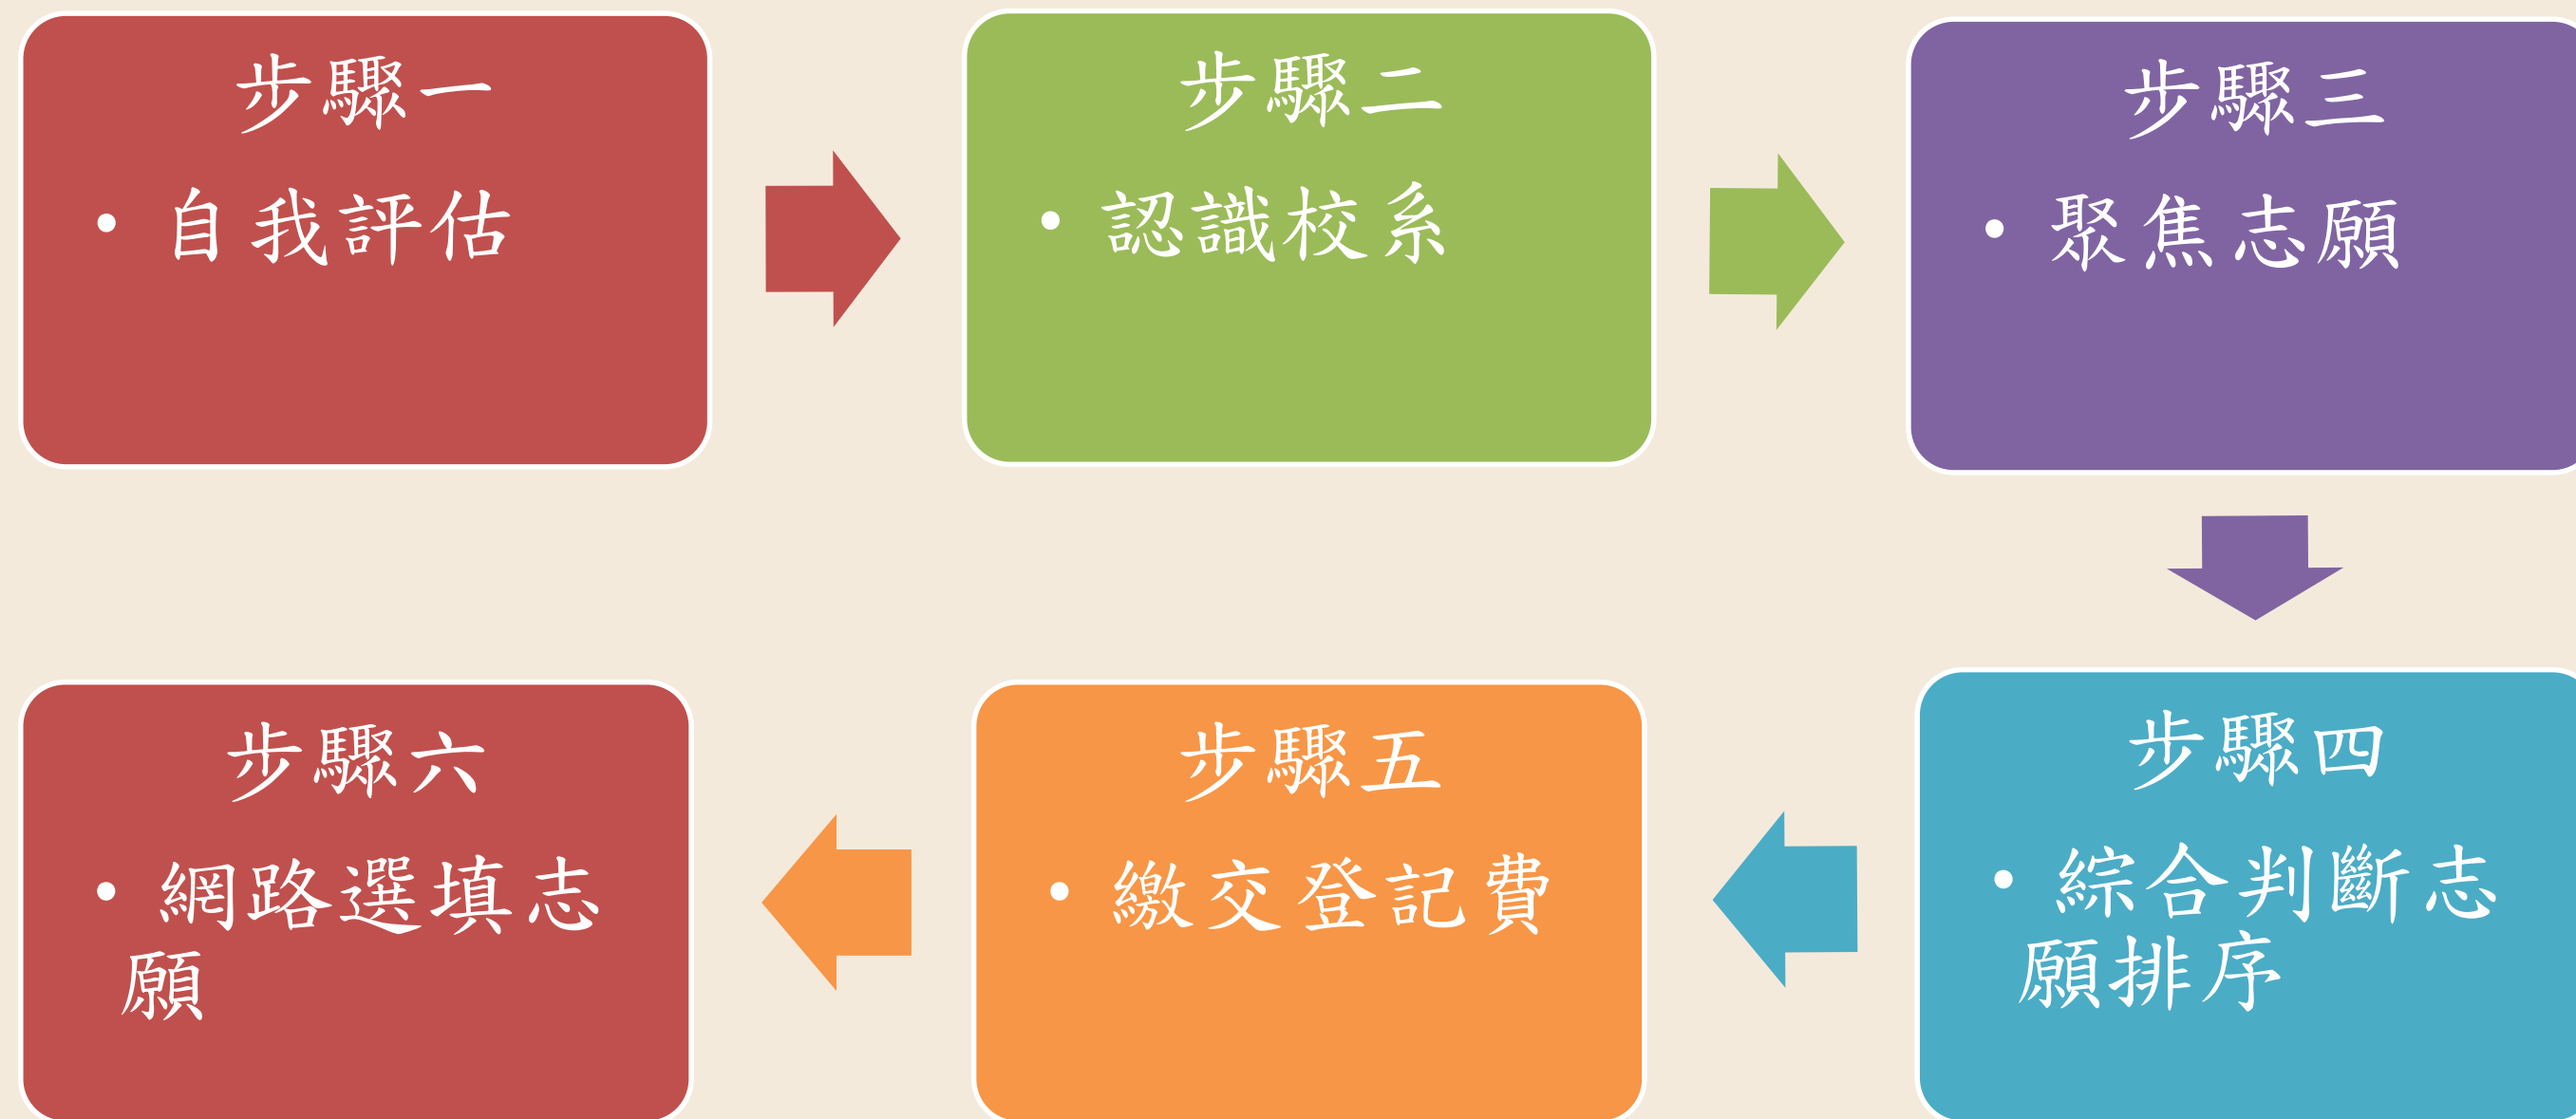 步驟一
• 自我評估
步驟二
• 認識校系
步驟三
• 聚焦志願
步驟四
• 綜合判斷志
願排序
步驟五
• 繳交登記費
步驟六
• 網路選填志
願